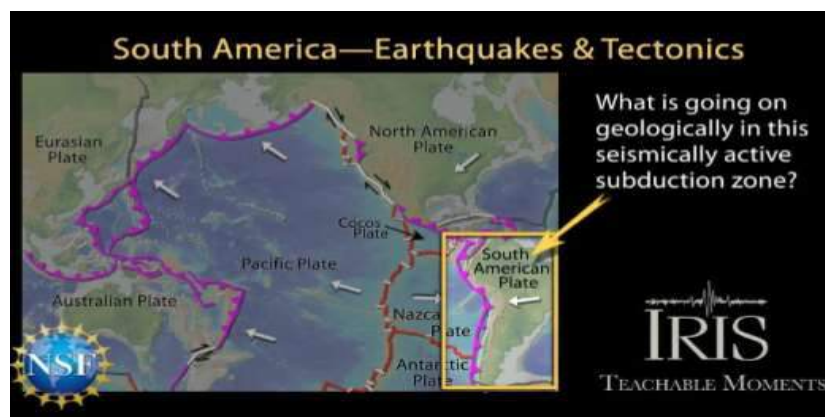 South America—Earthquakes & Tectonics
What is going on
geologically in this
seismically active
subduction zone?
Eurasian
Plate
North American
Plate
Cocos
Plate
South
American
Plate
Pacific Plate
Australian Plate
Nazca
Plate
Antarctic
Plate
NSF
IRIS
TEACHABLE MOMENTS